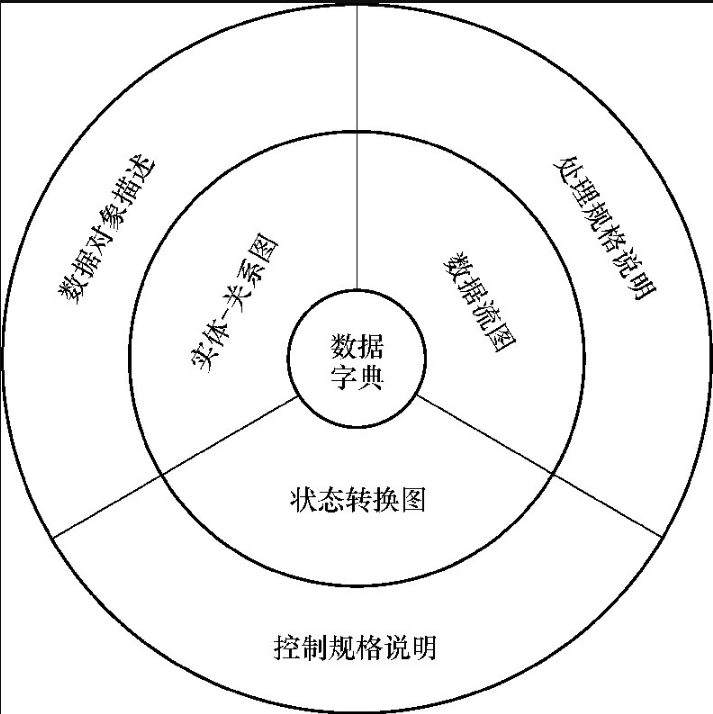 数据对象描述
处理规格说明
实体-关系图
数据流图
数据
字典
状态转换图
控制规格说明